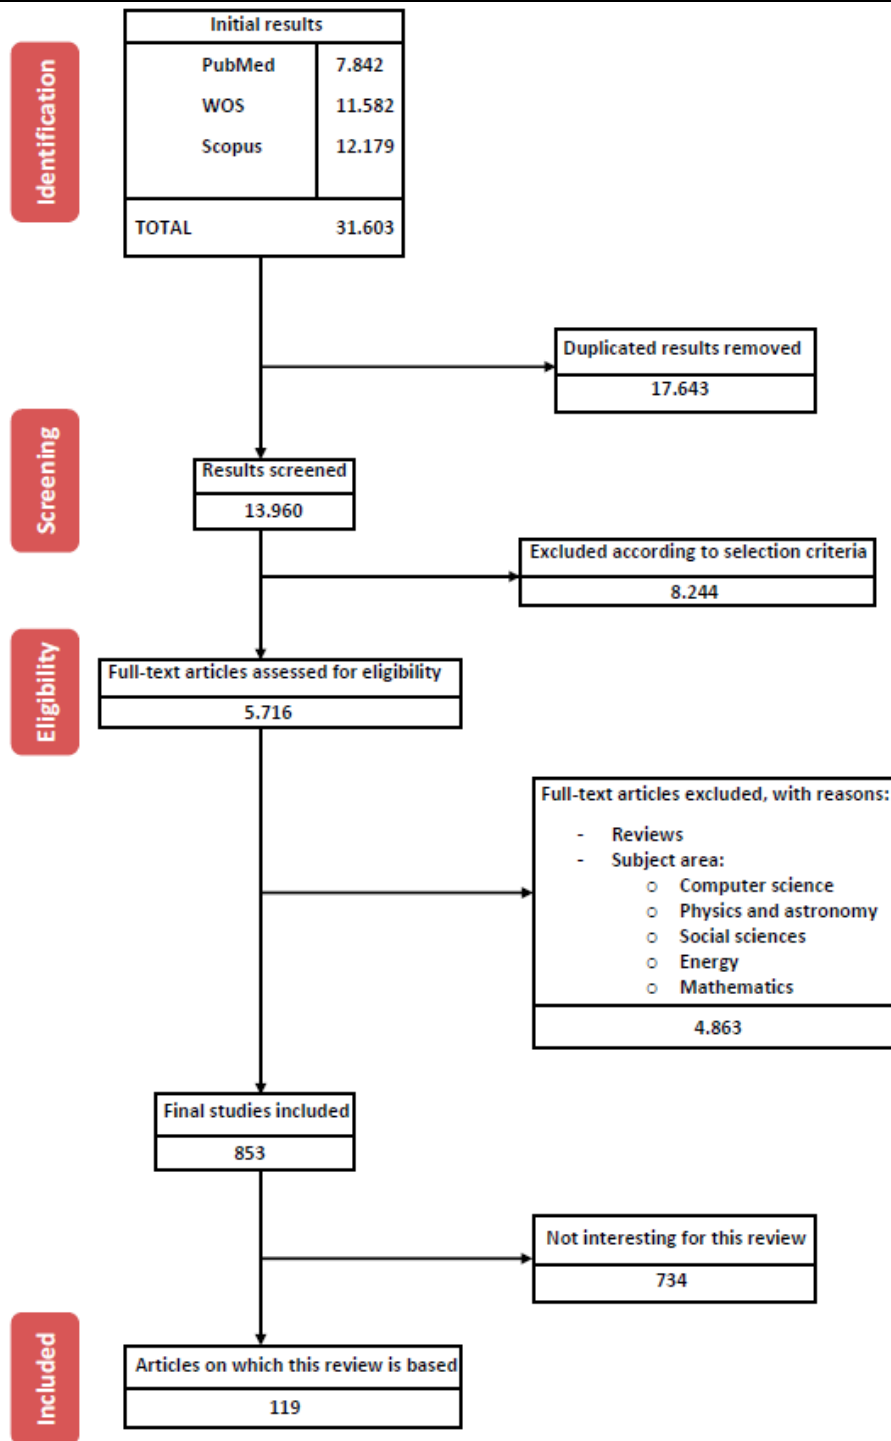 Identification
Initial results
PubMed 7.842
WOS 11.582
Scopus 12.179
TOTAL 31.603
Duplicated results removed
17.643
Screening
Results screened
13.960
Excluded according to selection criteria
8.244
Eligibility
Full-text articles assessed for eligibility
5.716
Full-text articles excluded, with reasons:
- Reviews
- Subject area:
o Computer science
o Physics and astronomy
o Social sciences
o Energy
o Mathematics
4.863
Final studies included
853
Not interesting for this review
734
Included
Articles on which this review is based
119